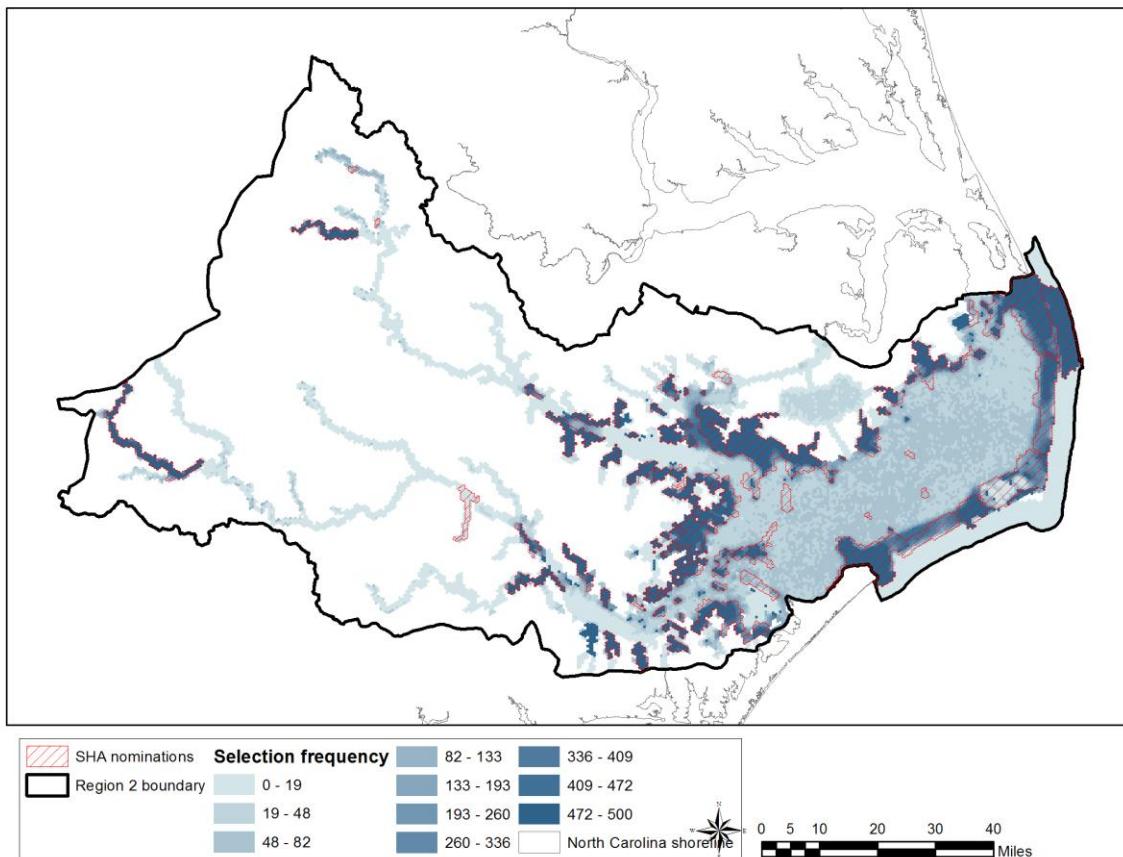 SHA nominations
Region 2 boundary
Selection frequency
0 - 19
19 - 48
48 - 82
82 - 133
133 - 193
193 - 260
260 - 336
336 - 409
409 - 472
472 - 500
North Carolina shoreline
N
W
E
S
0 5 10 20 30 40
Miles